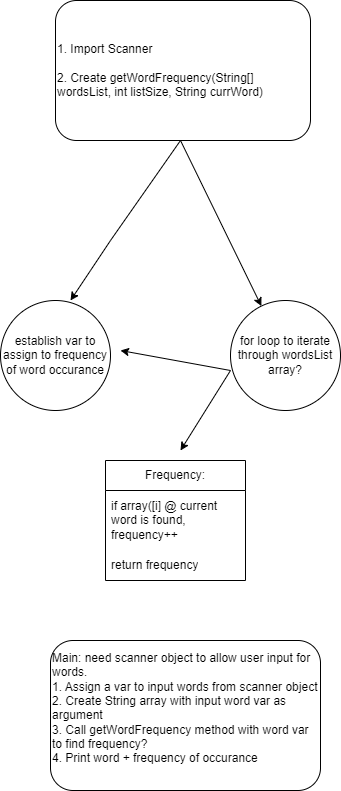 1. Import Scanner
2. Create getWordFrequency(String[]
wordsList, int listSize, String currWord)
establish var to
assign to frequency
of word occurance
for loop to iterate
through wordsList
array?
Frequency:
if array([i] @ current
word is found,
frequency++
return frequency
Main: need scanner object to allow user input for
words.
1. Assign a var to input words from scanner object
2. Create String array with input word var as
argument
3. Call getWordFrequency method with word var
to find frequency?
4. Print word + frequency of occurance